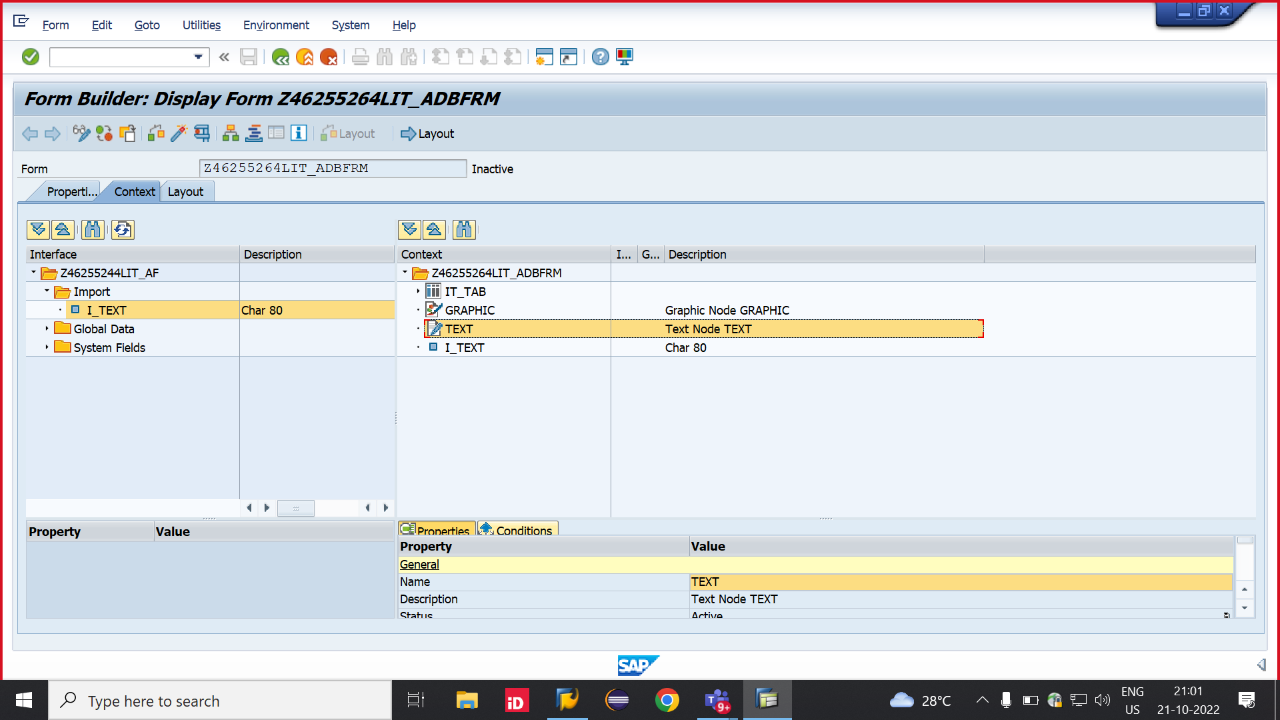 Form Edit Goto Utilities Environment System Help
Form Builder: Display Form Z46255264LIT_ADBFRM
Layout Layout
Form Z46255264LIT_ADBFRM Inactive
Properti... Context Layout
Interface Description Context I... G... Description
Z46255244LIT_AF Z46255264LIT_ADBFRM
Import IT_TAB
I_TEXT Char 80 GRAPHIC Graphic Node GRAPHIC
Global Data TEXT Text Node TEXT
System Fields I_TEXT Char 80
Property Value Properties Conditions
Property Value
General
Name TEXT
Description Text Node TEXT
Status Active
SAP
Type here to search iD 9+ 28°C ENG 21:01
US 21-10-2022